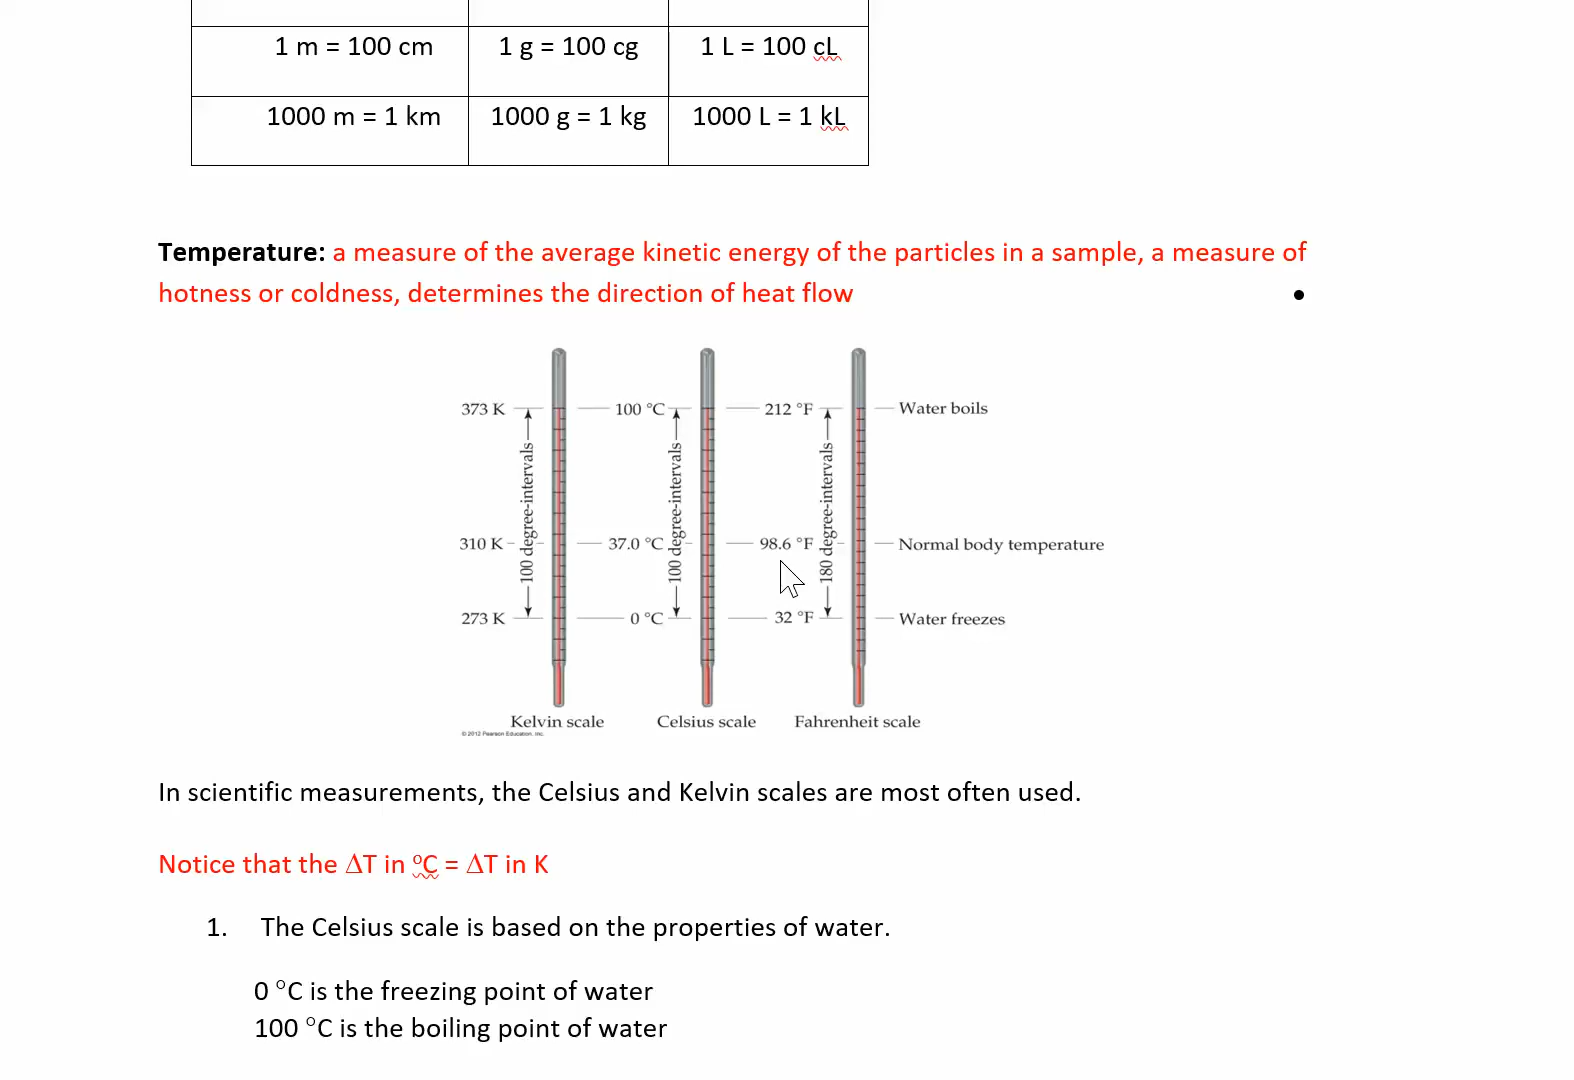 1 m = 100 cm 1 g = 100 cg 1 L = 100 cL
1000 m = 1 km 1000 g = 1 kg 1000 L = 1 kL
Temperature: a measure of the average kinetic energy of the particles in a sample, a measure of
hotness or coldness, determines the direction of heat flow
373 K 100 °C 212 °F Water boils
100 degree-intervals 100 degree-intervals 180 degree-intervals
310 K 37.0 °C 98.6 °F Normal body temperature
273 K 0 °C 32 °F Water freezes
Kelvin scale Celsius scale Fahrenheit scale
© 2012 Pearson Education, Inc.
In scientific measurements, the Celsius and Kelvin scales are most often used.
Notice that the ΔT in °C = ΔT in K
1. The Celsius scale is based on the properties of water.
0 °C is the freezing point of water
100 °C is the boiling point of water